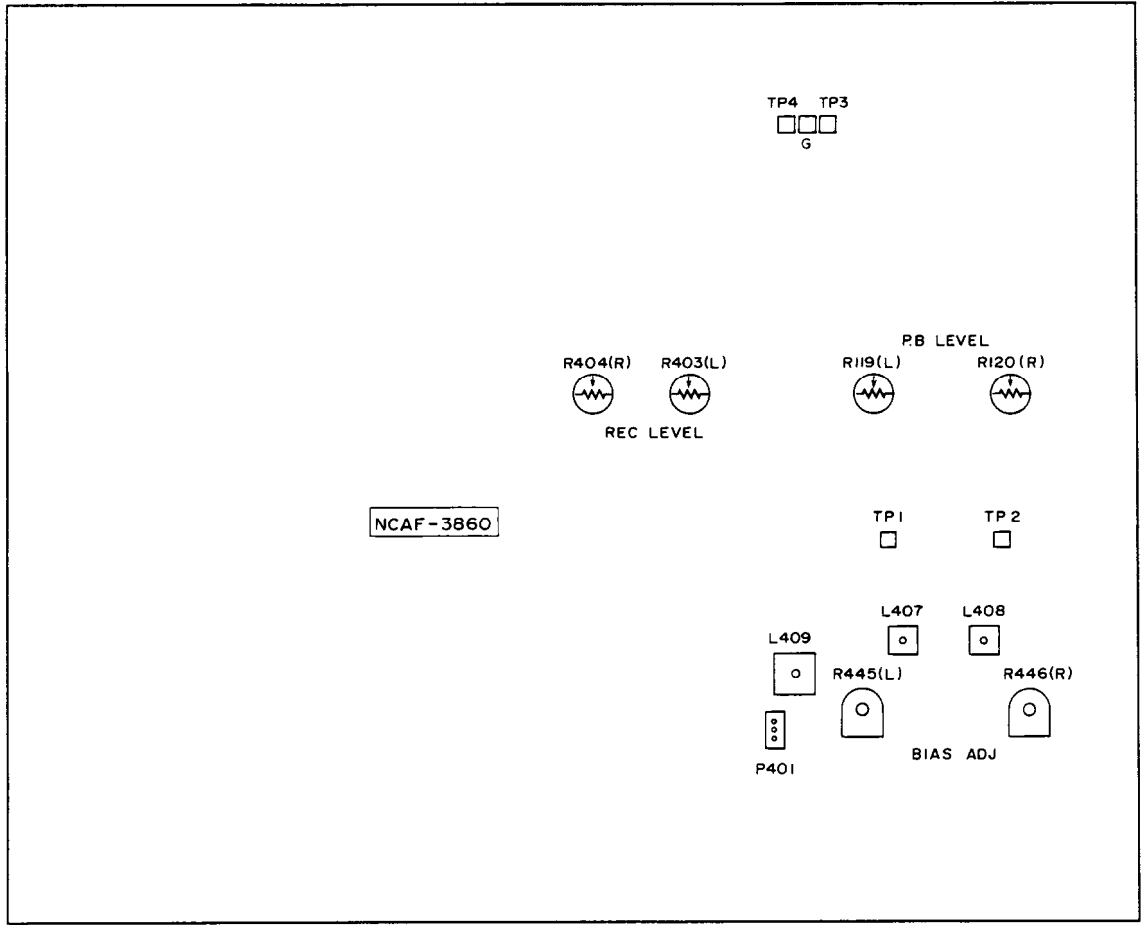 TP4 TP3
G
P.B LEVEL
R404(R) R403(L) R119(L) R120(R)
REC LEVEL
NCAF-3860
TP1 TP2
L407 L408
L409
R445(L) R446(R)
BIAS ADJ
P401